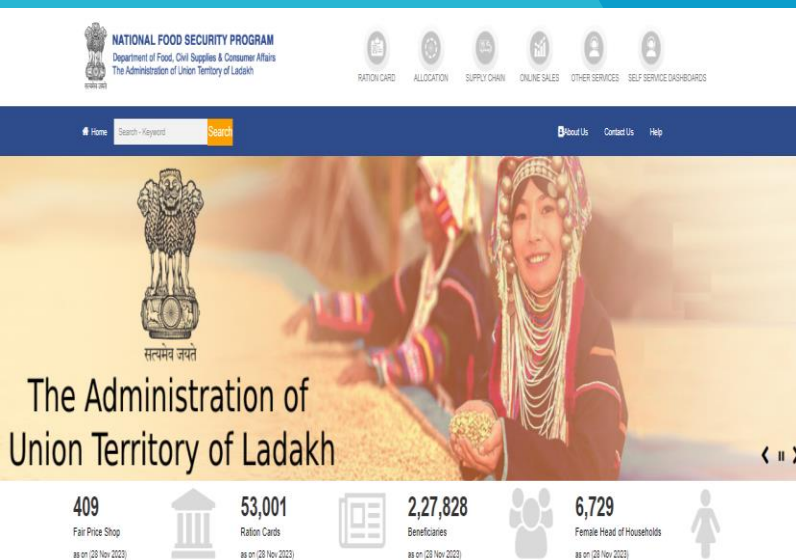 NATIONAL FOOD SECURITY PROGRAM
Department of Food, Civil Supplies & Consumer Affairs
The Administration of Union Territory of Ladakh
सत्यमेव जयते
RATION CARD
ALLOCATION
SUPPLY CHAIN
ONLINE SALES
OTHER SERVICES
SELF SERVICE DASHBOARDS
Home
Search - Keyword
Search
About Us
Contact Us
Help
सत्यमेव जयते
The Administration of
Union Territory of Ladakh
409
Fair Price Shop
as on (28 Nov 2023)
53,001
Ration Cards
as on (28 Nov 2023)
2,27,828
Beneficiaries
as on (28 Nov 2023)
6,729
Female Head of Households
as on (28 Nov 2023)